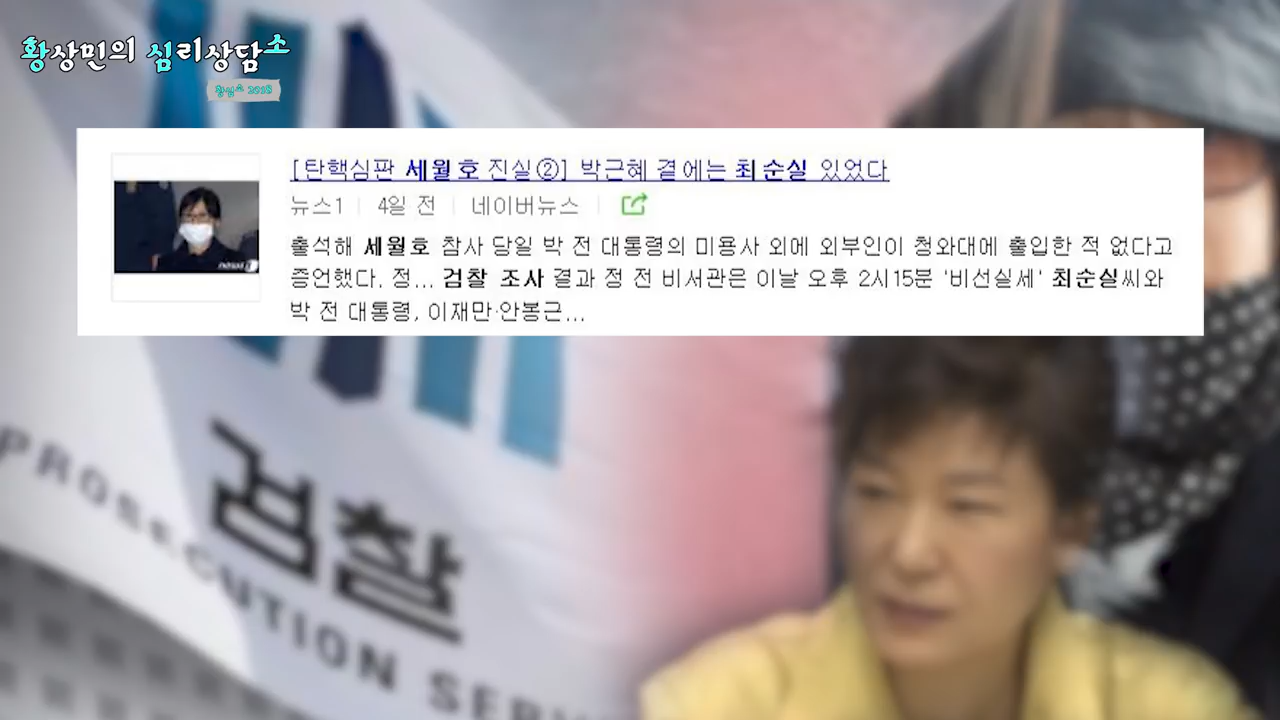 황상민의 심리상담소
황심소 2018
[탄핵심판 세월호 진실②] 박근혜 곁에는 최순실 있었다
뉴스1 | 4일 전 | 네이버뉴스 |
출석해 세월호 참사 당일 박 전 대통령의 미용사 외에 외부인이 청와대에 출입한 적 없다고
증언했다. 정... 검찰 조사 결과 정 전 비서관은 이날 오후 2시15분 '비선실세' 최순실씨와
박 전 대통령, 이재만·안봉근...
news1
검찰
PROSECUTION SERV